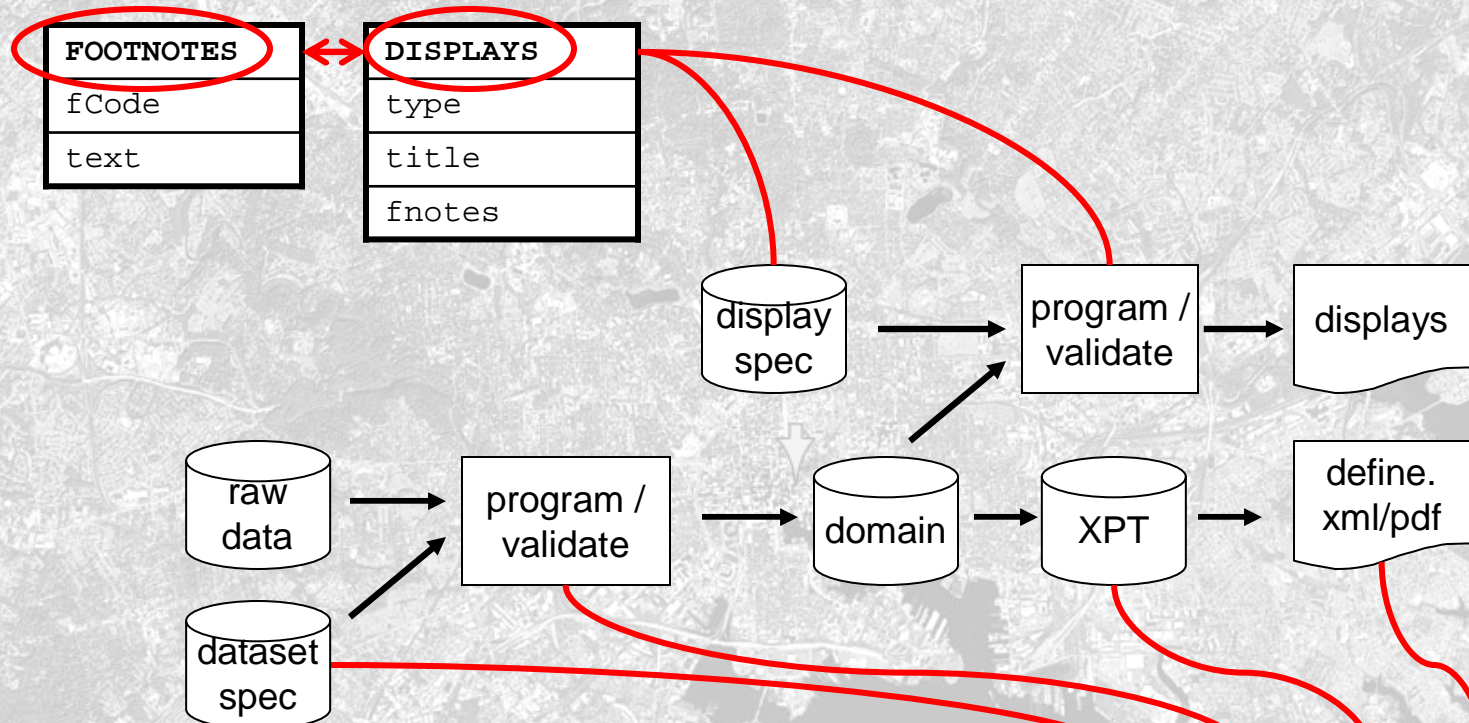 FOOTNOTES
fCode
text
DISPLAYS
type
title
fnotes
display
spec
program /
validate
displays
raw
data
program /
validate
domain
XPT
define.
xml/pdf
dataset
spec